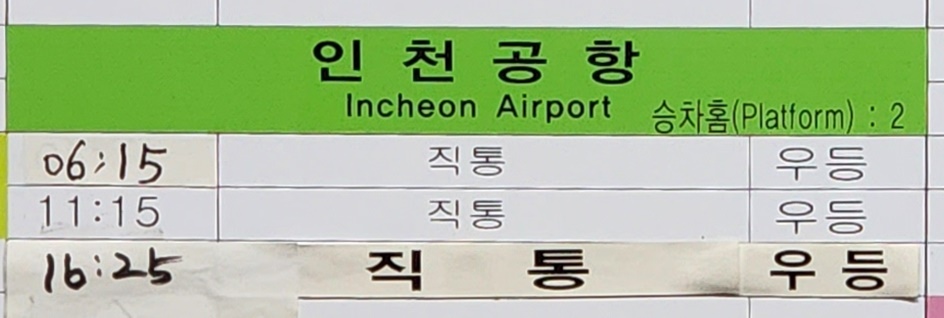 인천공항
Incheon Airport 승차홈(Platform) : 2
06:15 직통 우등
11:15 직통 우등
16:25 직통 우등